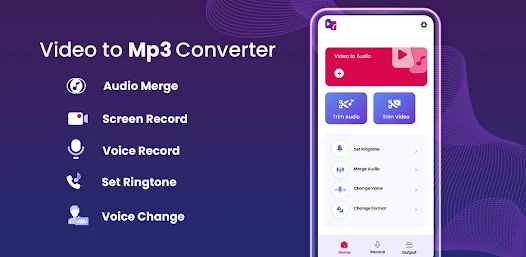 Video to Mp3 Converter
Audio Merge
Screen Record
Voice Record
Set Ringtone
Voice Change
Video to Audio
Trim Audio
Trim Video
Set Ringtone
Merge Audio
Change Voice
Change Format
Home
Record
Output